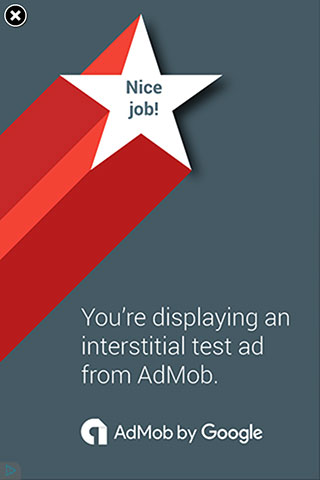 Nice
job!
You're displaying an
interstitial test ad
from AdMob.
AdMob by Google